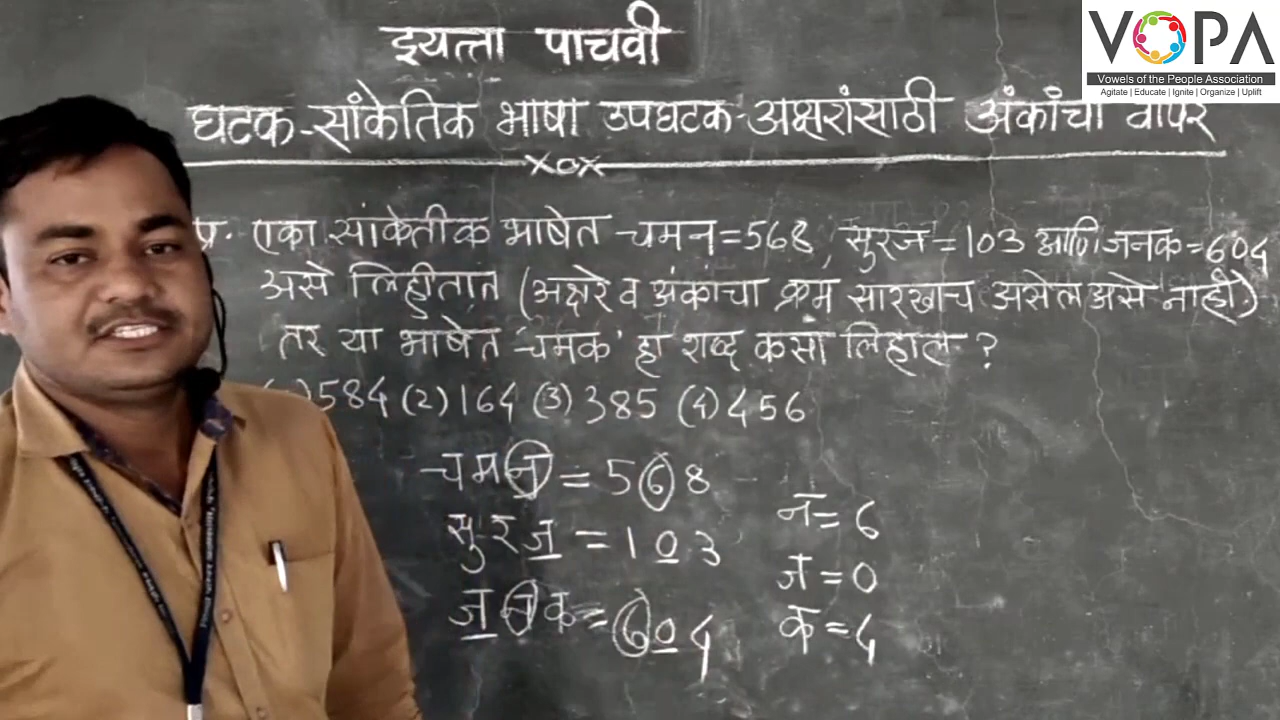 VOPA
Vowels of the People Association
Agitate | Educate | Ignite | Organize | Uplift
इयत्ता पाचवी
घटक-सांकेतिक भाषा उपघटक-अक्षरांसाठी अंकांचा वापर
प्र. एका सांकेतीक भाषेत चमन=568, सुरज=103 आणि जनक=604
असे लिहीतात (अक्षरे व अंकांचा क्रम सारखाच असेल असे नाही.)
तर या भाषेत 'चमक' हा शब्द कसा लिहाल ?
)584 (2)164 (3)385 (4)456
चमन = 568
सुरज = 103
जनक = 604
न = 6
ज = 0
क = 4